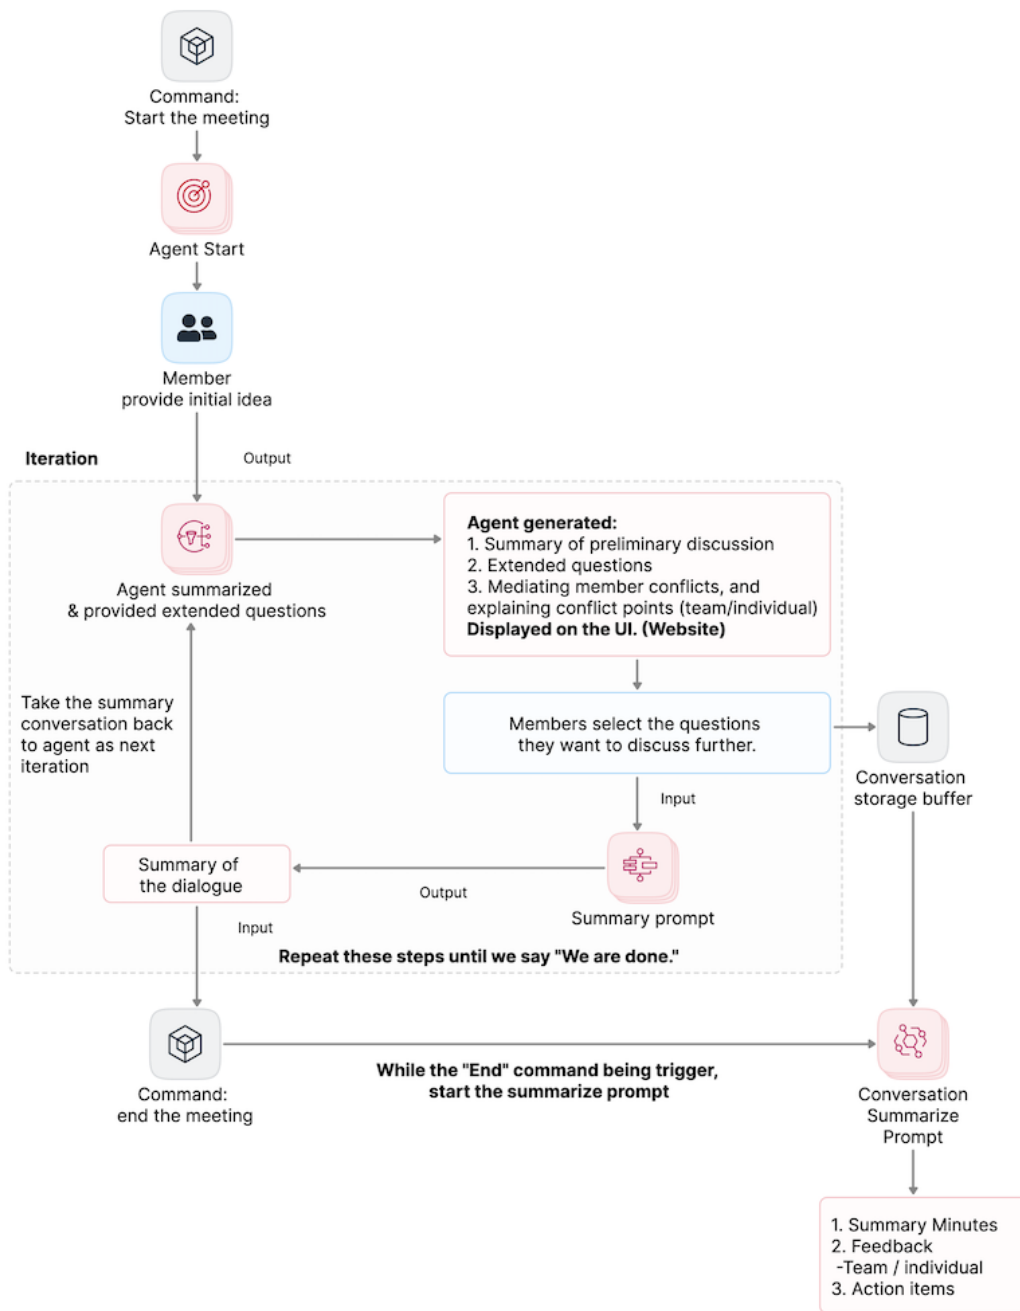 Command:
Start the meeting
Agent Start
Member
provide initial idea
Iteration
Output
Agent summarized
& provided extended questions
Agent generated:
1. Summary of preliminary discussion
2. Extended questions
3. Mediating member conflicts, and
explaining conflict points (team/individual)
Displayed on the UI. (Website)
Take the summary
conversation back
to agent as next
iteration
Members select the questions
they want to discuss further.
Conversation
storage buffer
Input
Summary of
the dialogue
Output
Summary prompt
Input
Repeat these steps until we say "We are done."
Command:
end the meeting
While the "End" command being trigger,
start the summarize prompt
Conversation
Summarize
Prompt
1. Summary Minutes
2. Feedback
-Team / individual
3. Action items